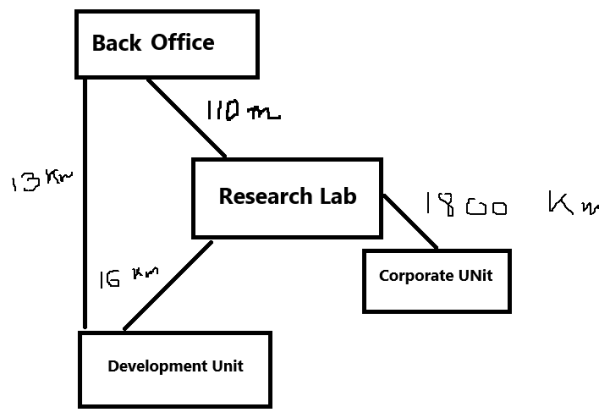 Back Office
110 m
13 Km
Research Lab
1800 Km
16 Km
Corporate UNit
Development Unit